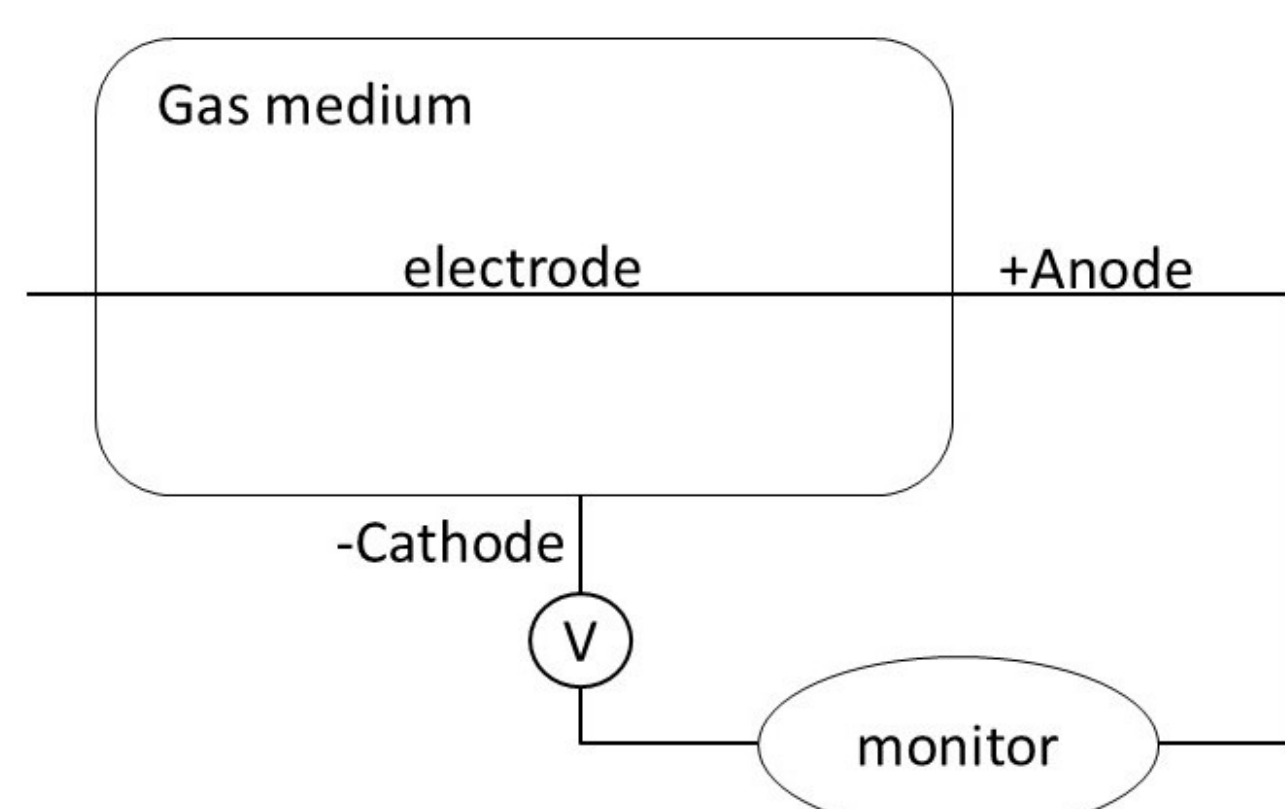 Gas medium
electrode
+Anode
-Cathode
V
monitor